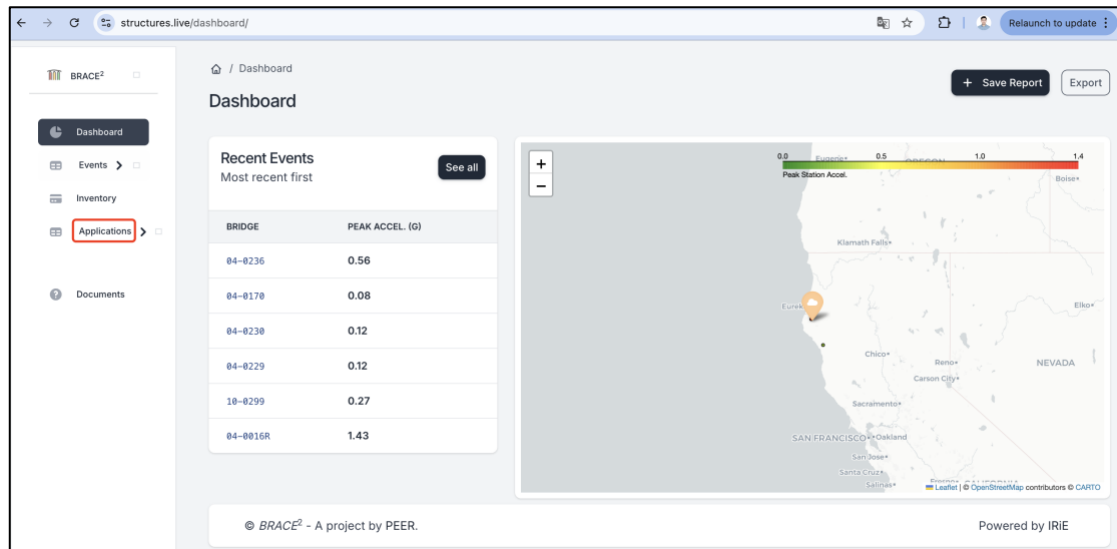 structures.live/dashboard/
Relaunch to update
BRACE²
Dashboard
Events
Inventory
Applications
Documents
/ Dashboard
Dashboard
+ Save Report
Export
Recent Events
Most recent first
See all
BRIDGE PEAK ACCEL. (G)
04-0236 0.56
04-0170 0.08
04-0230 0.12
04-0229 0.12
10-0299 0.27
04-0016R 1.43
+
−
0.0 0.5 1.0 1.4
Peak Station Accel.
Eugene
OREGON
Boise
Klamath Falls
Elko
Chico
Reno
NEVADA
Carson City
Sacramento
SAN FRANCISCO
Oakland
San Jose
Santa Cruz
Salinas
Leaflet | © OpenStreetMap contributors © CARTO
© BRACE² - A project by PEER.
Powered by IRiE